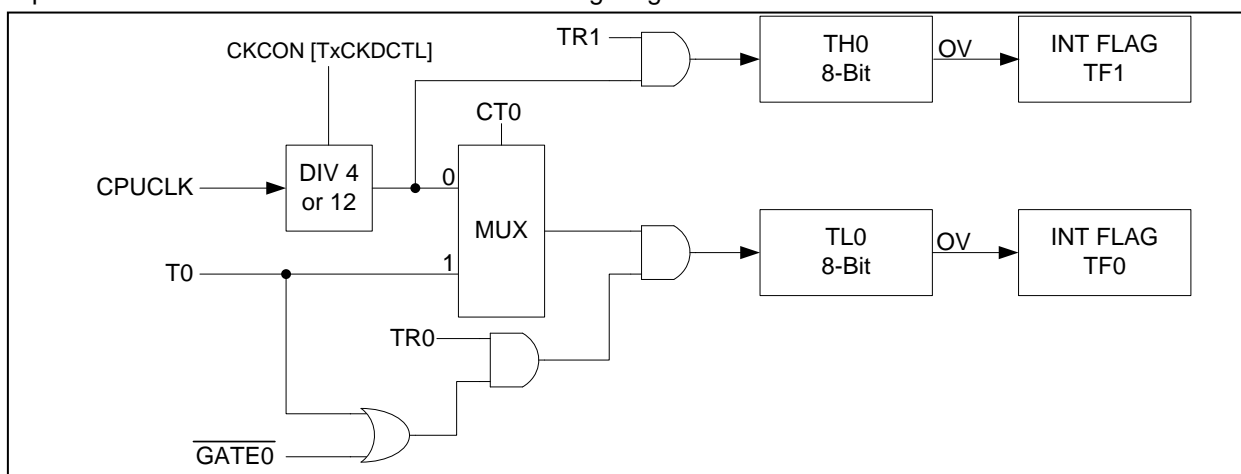 TR1
TH0
8-Bit
OV
INT FLAG
TF1
CKCON [TxCKDCTL]
CT0
CPUCLK
DIV 4
or 12
0
MUX
TL0
8-Bit
OV
INT FLAG
TF0
T0
1
TR0
GATE0